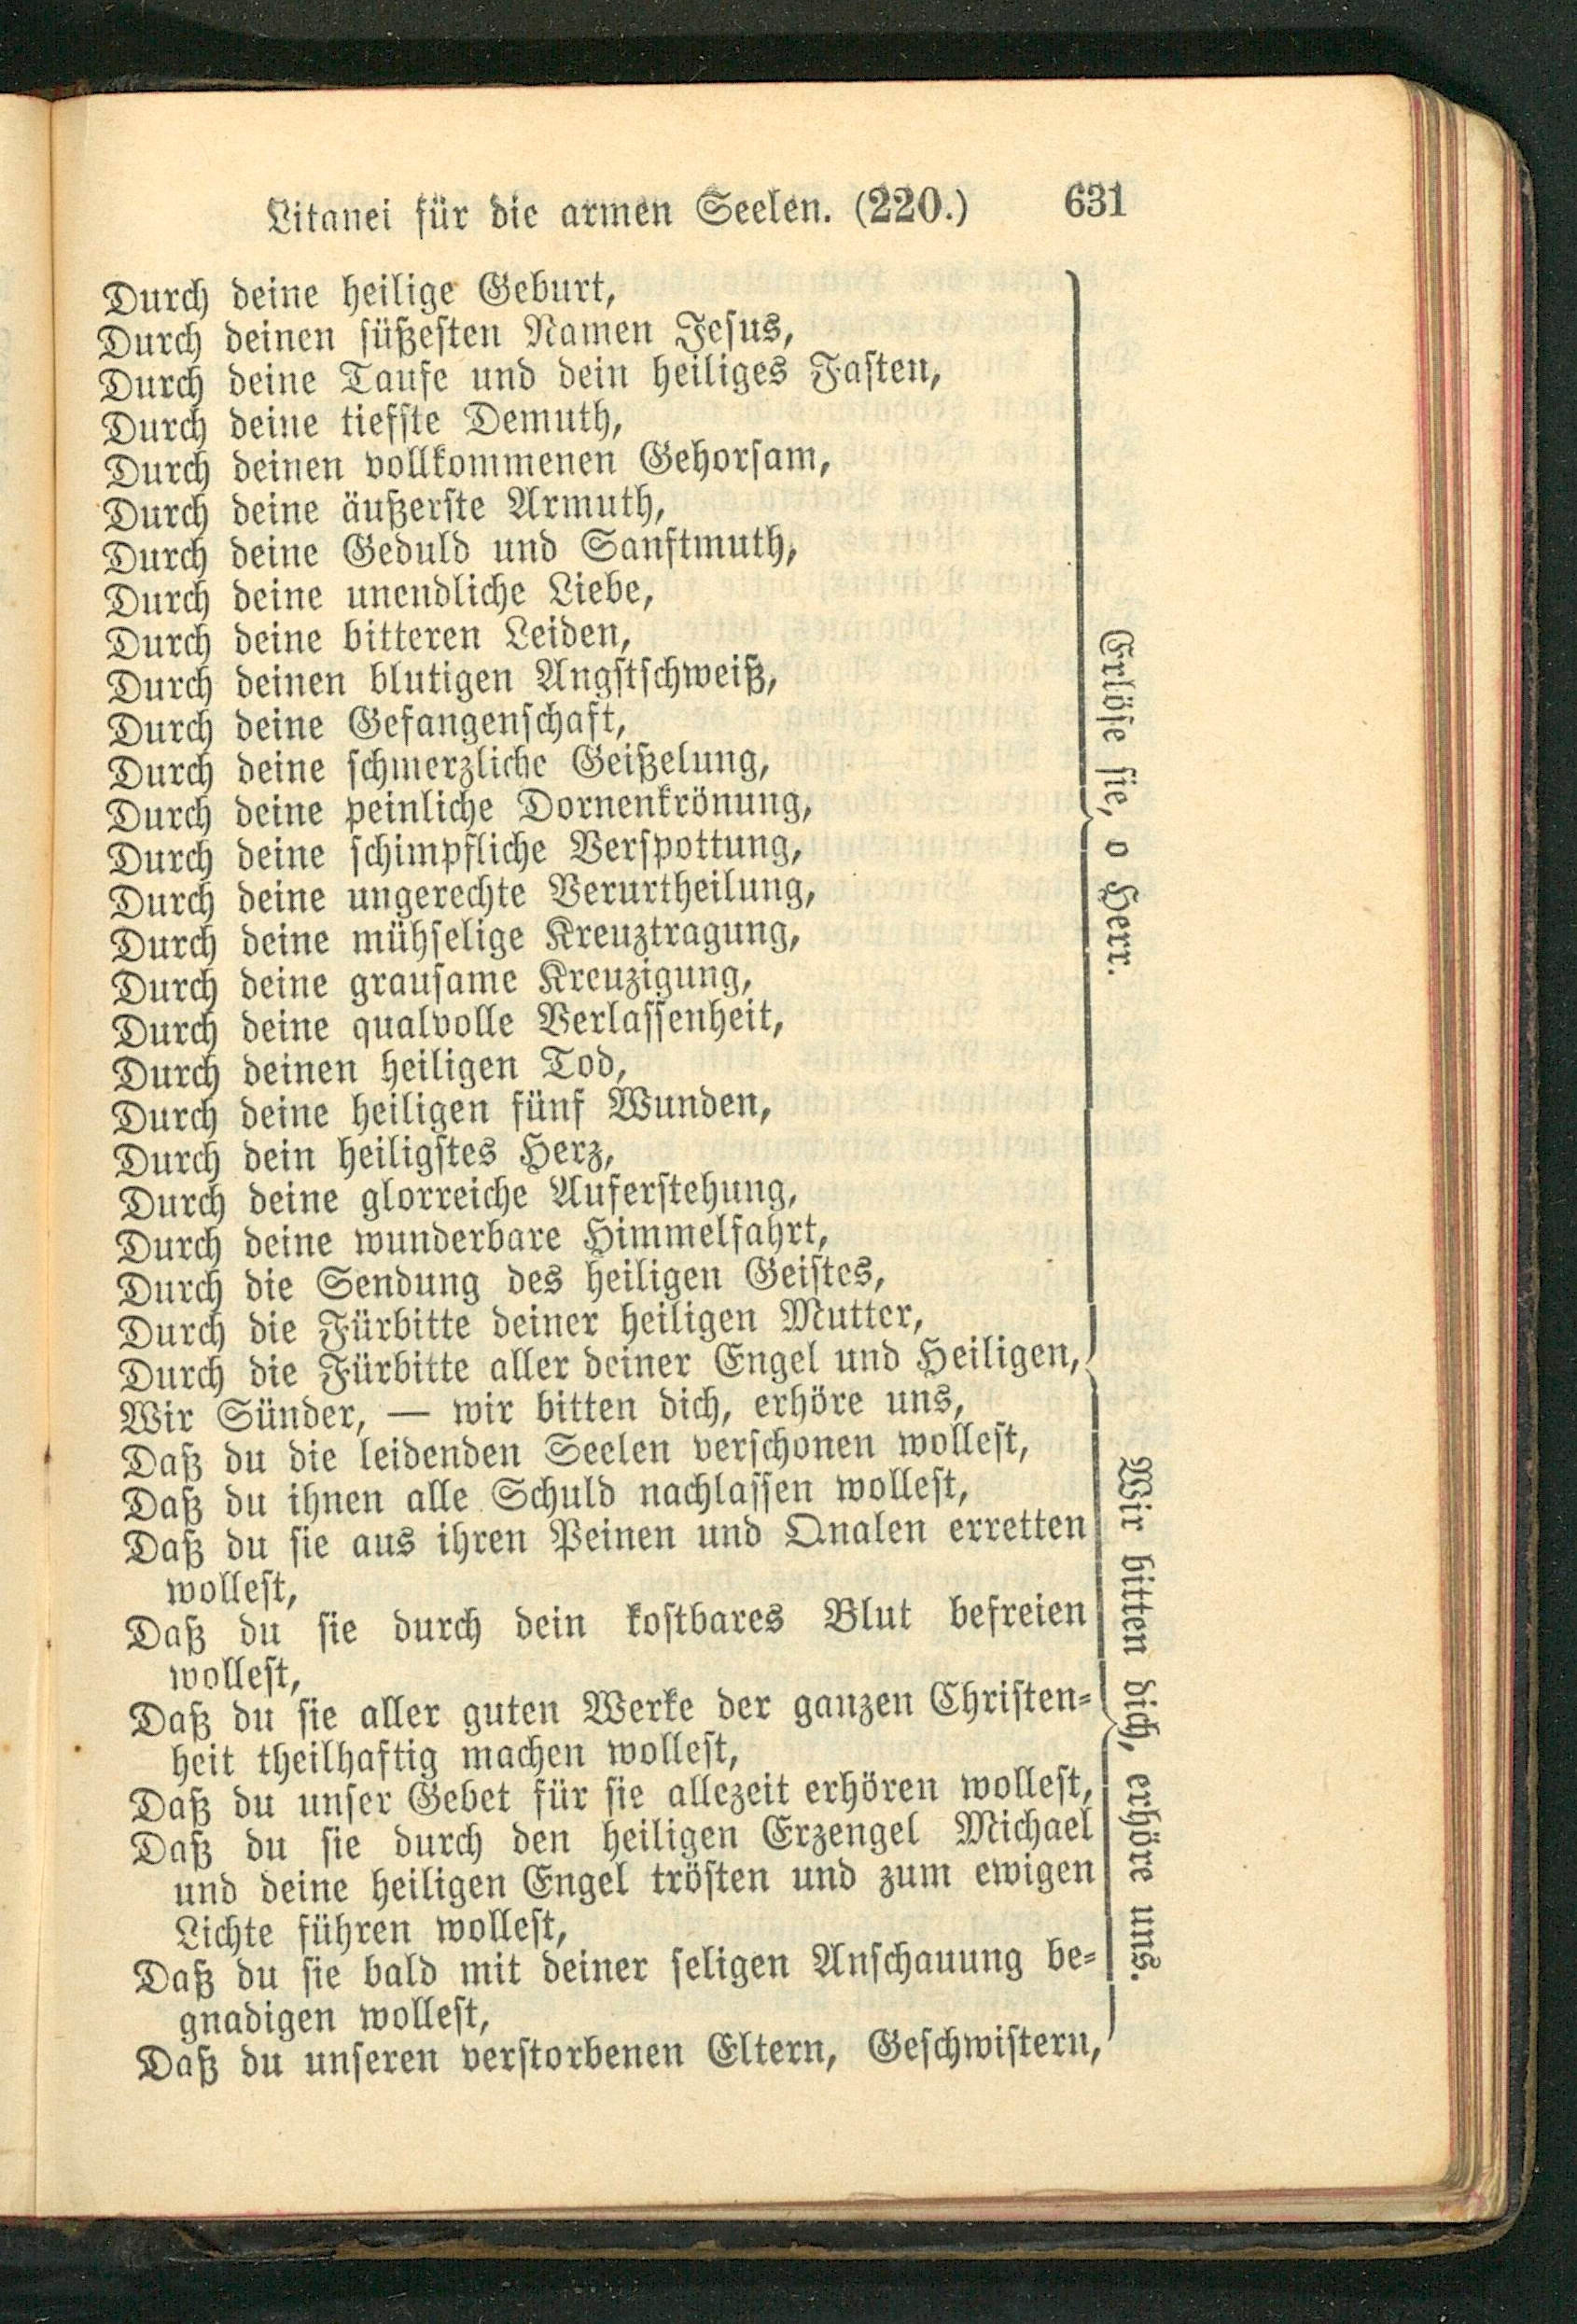 Litanei für die armen Seelen. (220.) 631
Durch deine heilige Geburt,
Durch deinen süßesten Namen Jesus,
Durch deine Taufe und dein heiliges Fasten,
Durch deine tiefste Demuth,
Durch deinen vollkommenen Gehorsam,
Durch deine äußerste Armuth,
Durch deine Geduld und Sanftmuth,
Durch deine unendliche Liebe,
Durch deine bitteren Leiden,
Durch deinen blutigen Angstschweiß,
Durch deine Gefangenschaft,
Durch deine schmerzliche Geißelung,
Durch deine peinliche Dornenkrönung,
Durch deine schimpfliche Verspottung,
Durch deine ungerechte Verurtheilung,
Durch deine mühselige Kreuztragung,
Durch deine grausame Kreuzigung,
Durch deine qualvolle Verlassenheit,
Durch deinen heiligen Tod,
Durch deine heiligen fünf Wunden,
Durch dein heiligstes Herz,
Durch deine glorreiche Auferstehung,
Durch deine wunderbare Himmelfahrt,
Durch die Sendung des heiligen Geistes,
Durch die Fürbitte deiner heiligen Mutter,
Durch die Fürbitte aller deiner Engel und Heiligen,
Erlöse sie, o Herr.
Wir Sünder, — wir bitten dich, erhöre uns,
Daß du die leidenden Seelen verschonen wollest,
Daß du ihnen alle Schuld nachlassen wollest,
Daß du sie aus ihren Peinen und Qnalen erretten
wollest,
Daß du sie durch dein kostbares Blut befreien
wollest,
Daß du sie aller guten Werke der ganzen Christen-
heit theilhaftig machen wollest,
Daß du unser Gebet für sie allezeit erhören wollest,
Daß du sie durch den heiligen Erzengel Michael
und deine heiligen Engel trösten und zum ewigen
Lichte führen wollest,
Daß du sie bald mit deiner seligen Anschauung be-
gnadigen wollest,
Daß du unseren verstorbenen Eltern, Geschwistern,
Wir bitten dich, erhöre uns.